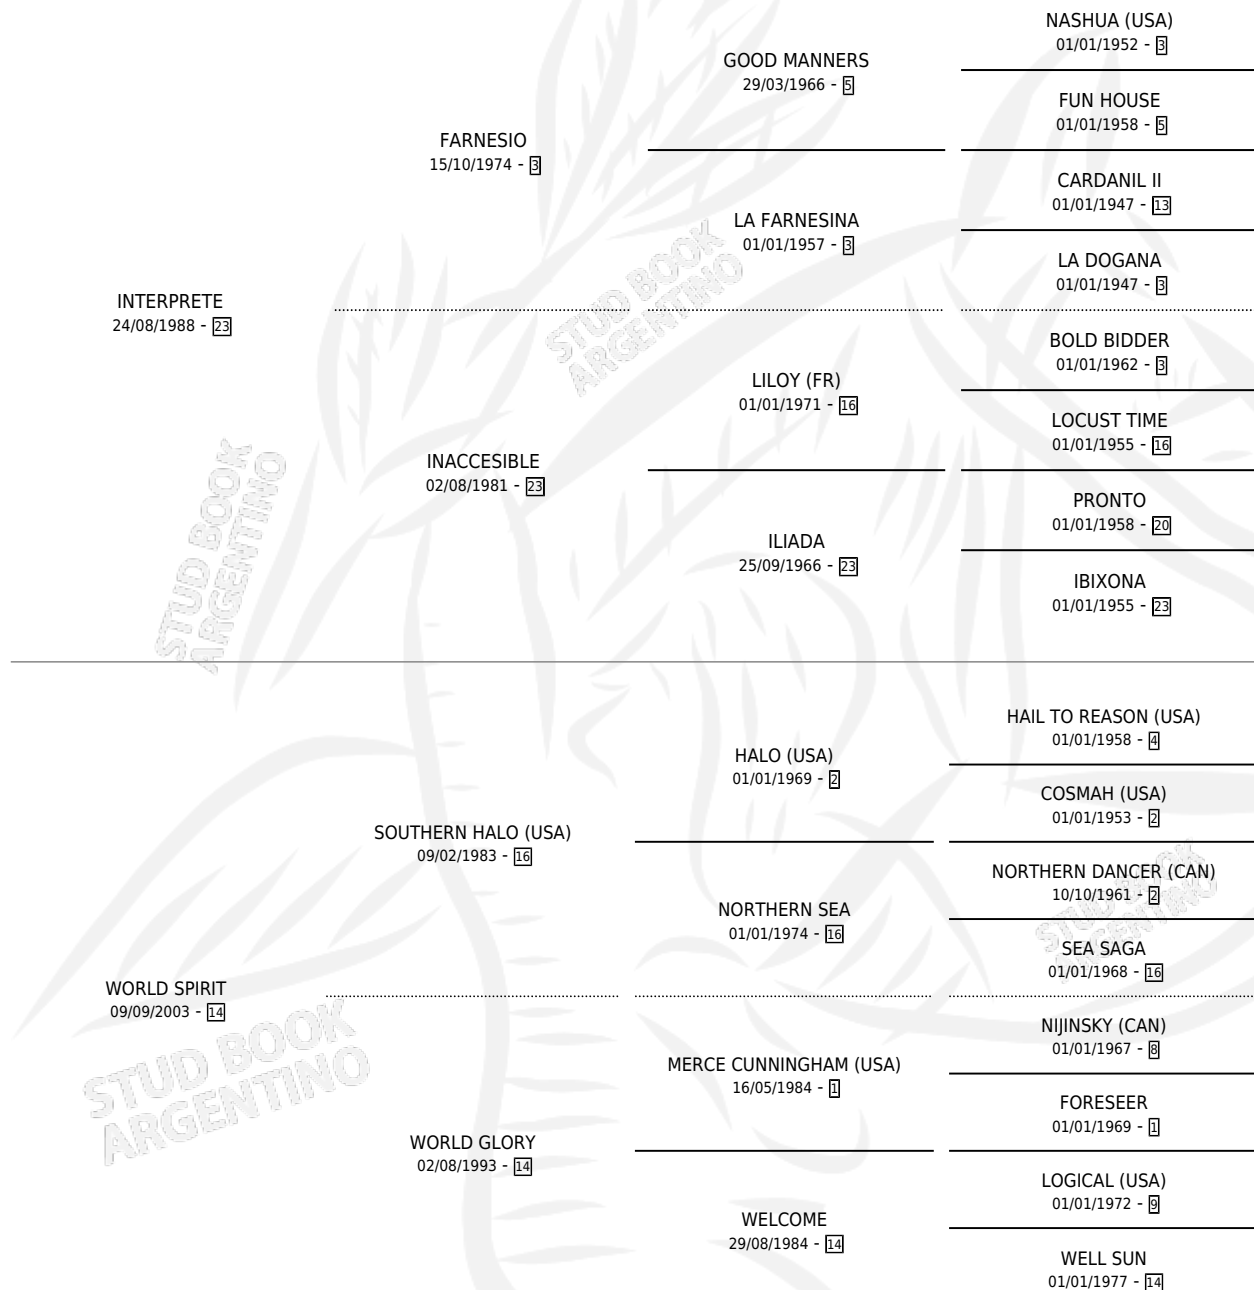 NASHUA (USA)
01/01/1952 - 3
GOOD MANNERS
29/03/1966 - 5
FUN HOUSE
01/01/1958 - 5
FARNESIO
15/10/1974 - 3
CARDANIL II
01/01/1947 - 13
LA FARNESINA
01/01/1957 - 3
LA DOGANA
01/01/1947 - 3
INTERPRETE
24/08/1988 - 23
BOLD BIDDER
01/01/1962 - 3
LILOY (FR)
01/01/1971 - 16
LOCUST TIME
01/01/1955 - 16
INACCESIBLE
02/08/1981 - 23
PRONTO
01/01/1958 - 20
ILIADA
25/09/1966 - 23
IBIXONA
01/01/1955 - 23
STUD BOOK
ARGENTINO
STUD BOOK
ARGENTINO
HAIL TO REASON (USA)
01/01/1958 - 4
HALO (USA)
01/01/1969 - 2
COSMAH (USA)
01/01/1953 - 2
SOUTHERN HALO (USA)
09/02/1983 - 16
NORTHERN DANCER (CAN)
10/10/1961 - 2
NORTHERN SEA
01/01/1974 - 16
SEA SAGA
01/01/1968 - 16
STUD BOOK
ARGENTINO
WORLD SPIRIT
09/09/2003 - 14
NIJINSKY (CAN)
01/01/1967 - 8
MERCE CUNNINGHAM (USA)
16/05/1984 - 1
FORESEER
01/01/1969 - 1
WORLD GLORY
02/08/1993 - 14
LOGICAL (USA)
01/01/1972 - 9
WELCOME
29/08/1984 - 14
WELL SUN
01/01/1977 - 14
STUD BOOK
ARGENTINO